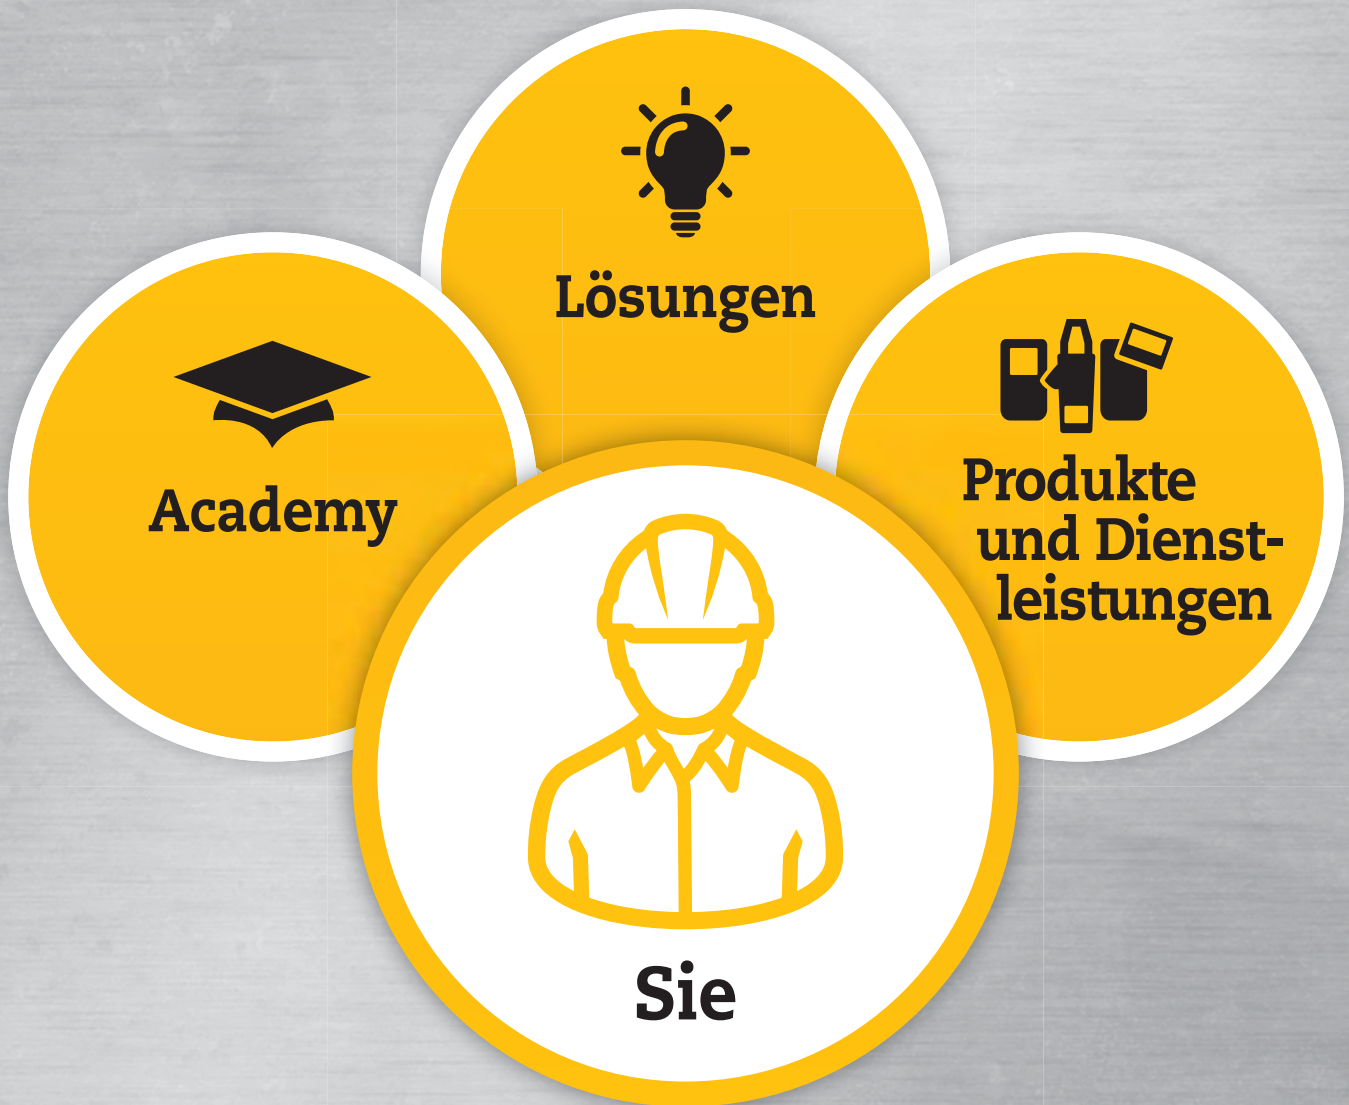 Lösungen
Academy
Produkte
und Dienst-
leistungen
Sie